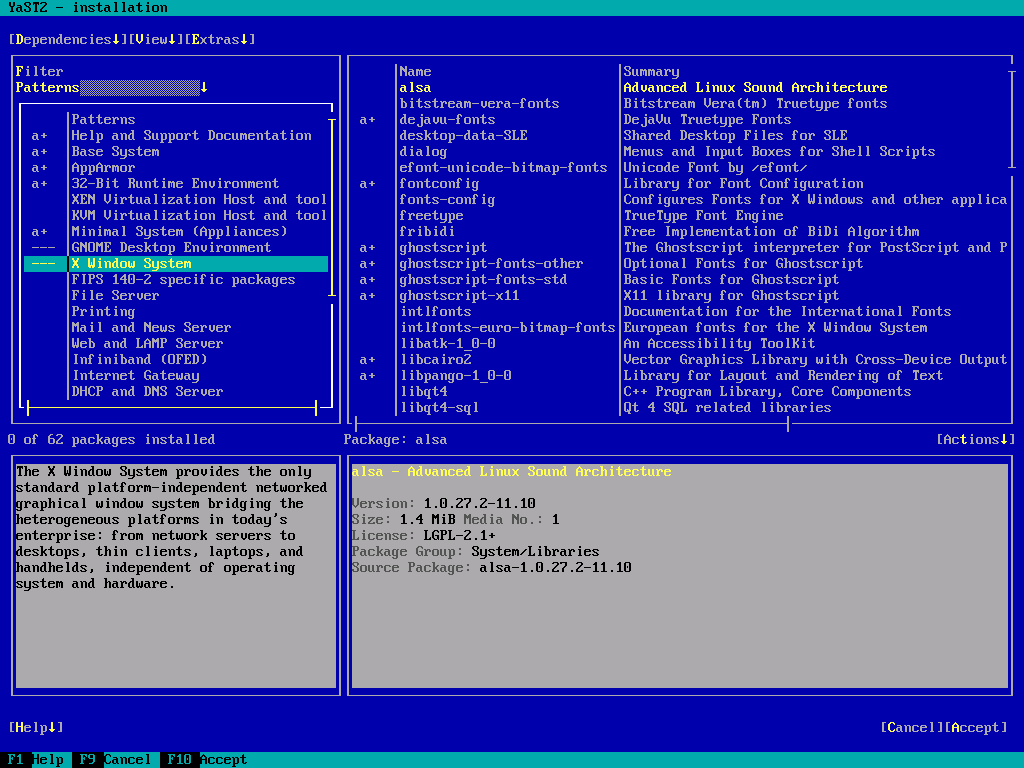 YaST2 - installation
[Dependencies↓][View↓][Extras↓]
Filter
Patterns ↓
Patterns
a+ Help and Support Documentation
a+ Base System
a+ AppArmor
a+ 32-Bit Runtime Environment
XEN Virtualization Host and tool
KVM Virtualization Host and tool
a+ Minimal System (Appliances)
--- GNOME Desktop Environment
--- X Window System
FIPS 140-2 specific packages
File Server
Printing
Mail and News Server
Web and LAMP Server
Infiniband (OFED)
Internet Gateway
DHCP and DNS Server
0 of 62 packages installed
Name Summary
alsa Advanced Linux Sound Architecture
bitstream-vera-fonts Bitstream Vera(tm) Truetype fonts
a+ dejavu-fonts DejaVu Truetype Fonts
desktop-data-SLE Shared Desktop Files for SLE
dialog Menus and Input Boxes for Shell Scripts
efont-unicode-bitmap-fonts Unicode Font by /efont/
a+ fontconfig Library for Font Configuration
fonts-config Configures Fonts for X Windows and other applica
freetype TrueType Font Engine
fribidi Free Implementation of BiDi Algorithm
a+ ghostscript The Ghostscript interpreter for PostScript and P
a+ ghostscript-fonts-other Optional Fonts for Ghostscript
a+ ghostscript-fonts-std Basic Fonts for Ghostscript
a+ ghostscript-x11 X11 library for Ghostscript
intlfonts Documentation for the International Fonts
intlfonts-euro-bitmap-fonts European fonts for the X Window System
libatk-1_0-0 An Accessibility ToolKit
a+ libcairo2 Vector Graphics Library with Cross-Device Output
a+ libpango-1_0-0 Library for Layout and Rendering of Text
libqt4 C++ Program Library, Core Components
libqt4-sql Qt 4 SQL related libraries
Package: alsa [Actions↓]
The X Window System provides the only
standard platform-independent networked
graphical window system bridging the
heterogeneous platforms in today's
enterprise: from network servers to
desktops, thin clients, laptops, and
handhelds, independent of operating
system and hardware.
alsa - Advanced Linux Sound Architecture
Version: 1.0.27.2-11.10
Size: 1.4 MiB Media No.: 1
License: LGPL-2.1+
Package Group: System/Libraries
Source Package: alsa-1.0.27.2-11.10
[Help↓] [Cancel][Accept]
F1 Help F9 Cancel F10 Accept